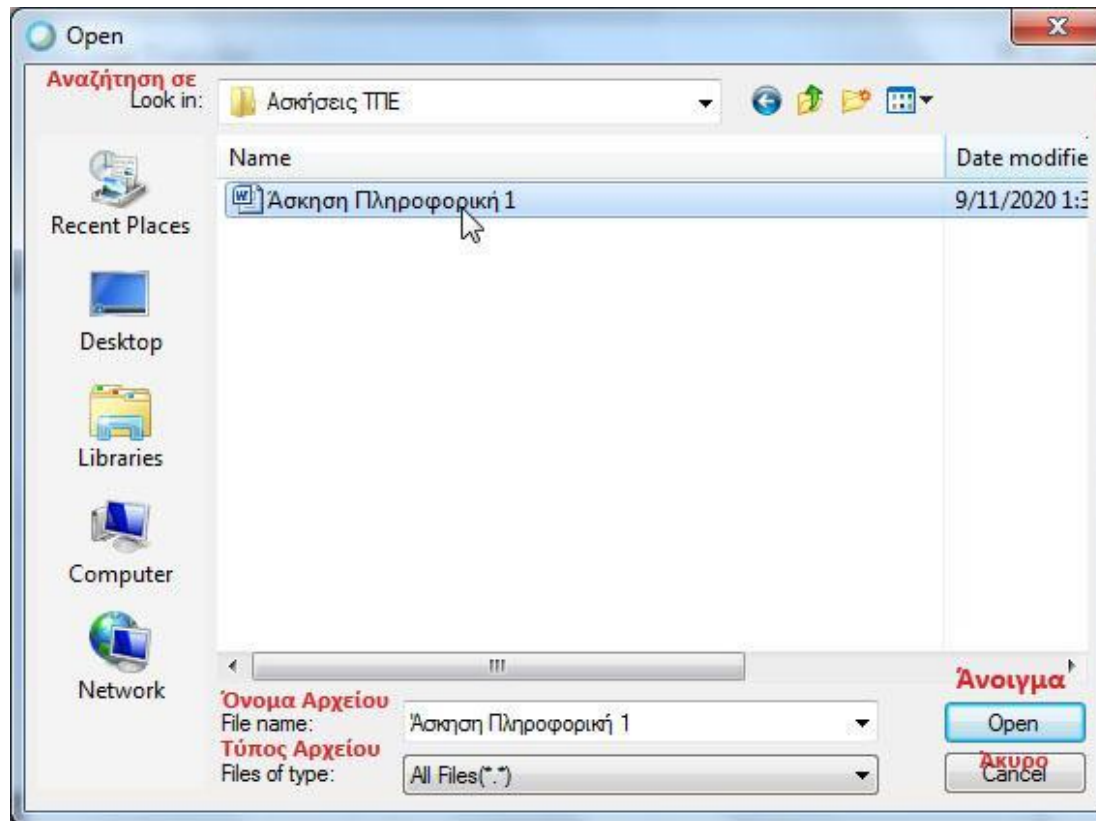 Open
Αναζήτηση σε
Look in:
Ασκήσεις ΤΠΕ
Name
Date modifie
Άσκηση Πληροφορική 1
9/11/2020 1:3
Recent Places
Desktop
Libraries
Computer
Network
Όνομα Αρχείου
File name:
Άσκηση Πληροφορική 1
Άνοιγμα
Open
Τύπος Αρχείου
Files of type:
All Files(*.*)
Άκυρο
Cancel